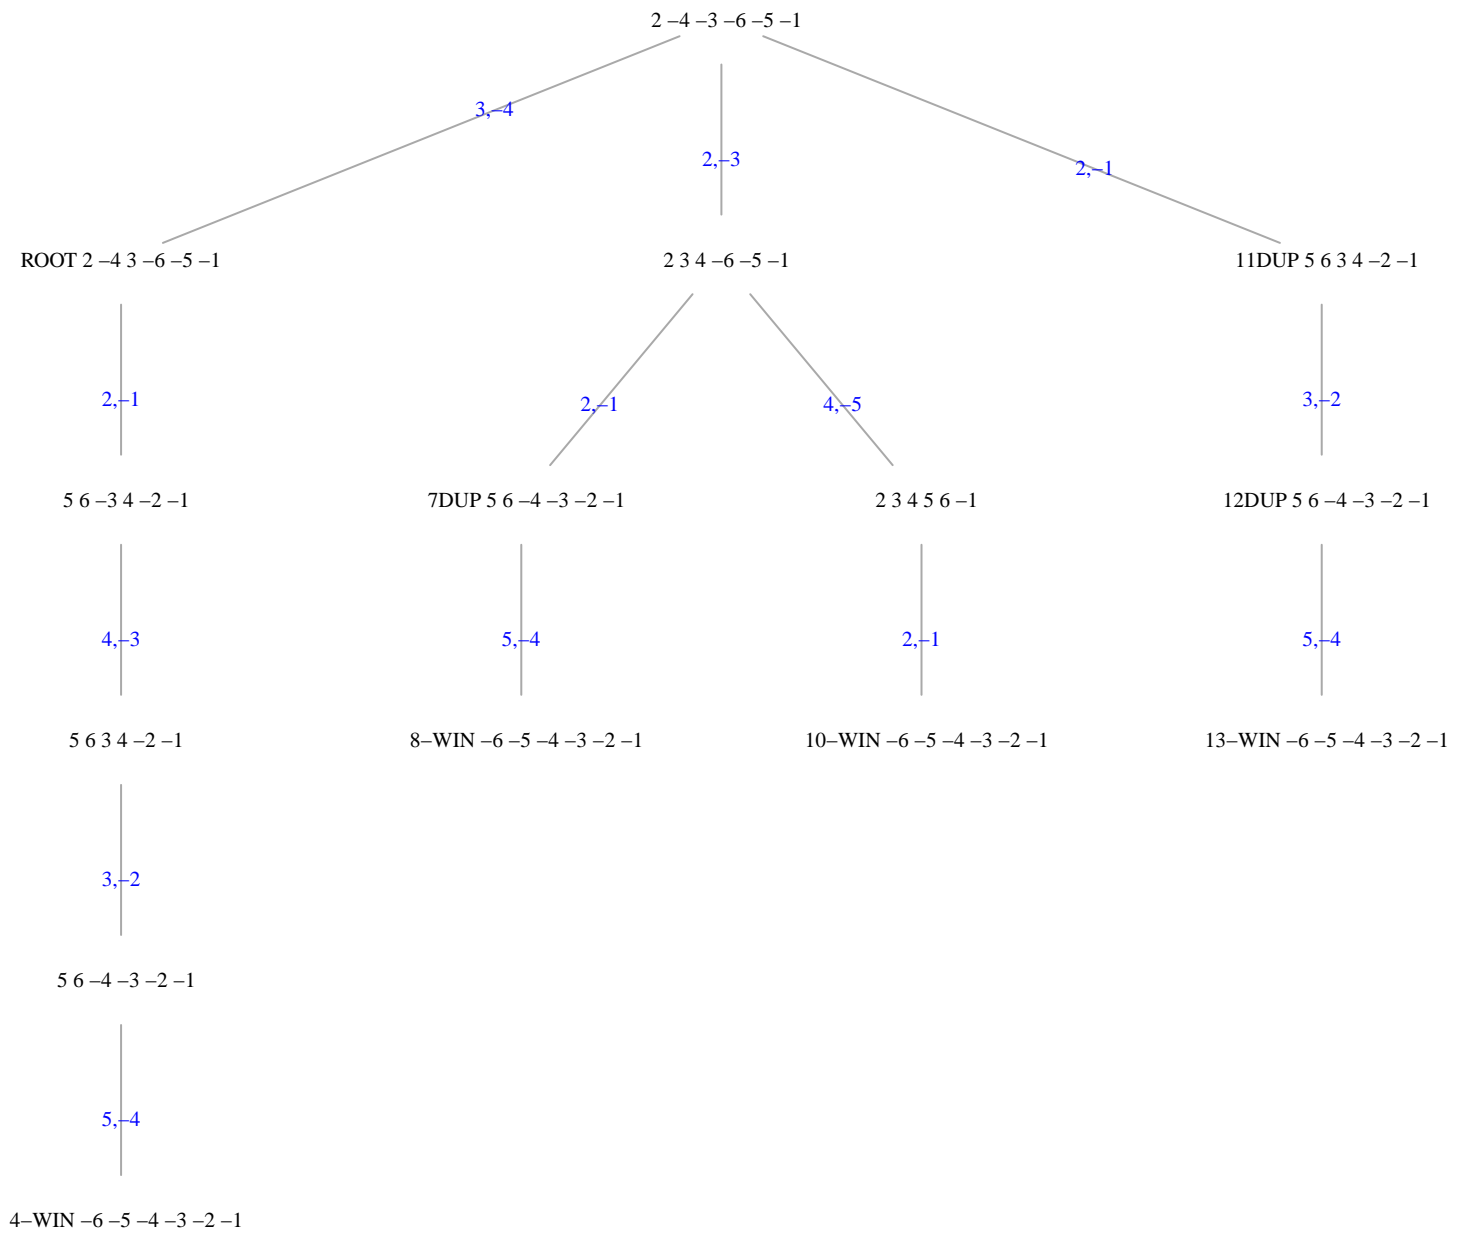 2 –4 –3 –6 –5 –1
3,–4
2,–3
2,–1
ROOT 2 –4 3 –6 –5 –1
2 3 4 –6 –5 –1
11DUP 5 6 3 4 –2 –1
2,–1
2,–1
4,–5
3,–2
5 6 –3 4 –2 –1
7DUP 5 6 –4 –3 –2 –1
2 3 4 5 6 –1
12DUP 5 6 –4 –3 –2 –1
4,–3
5,–4
2,–1
5,–4
5 6 3 4 –2 –1
8–WIN –6 –5 –4 –3 –2 –1
10–WIN –6 –5 –4 –3 –2 –1
13–WIN –6 –5 –4 –3 –2 –1
3,–2
5 6 –4 –3 –2 –1
5,–4
4–WIN –6 –5 –4 –3 –2 –1